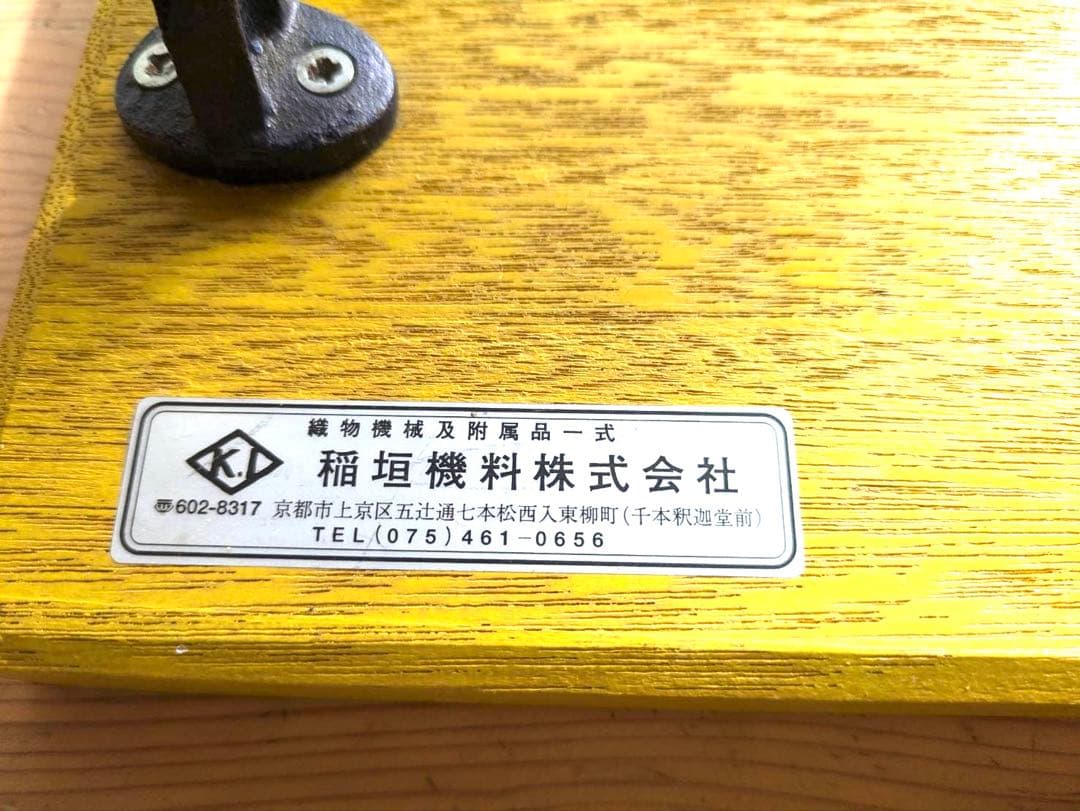 織物機械及附属品一式
K.I
稲垣機料株式会社
〠602-8317 京都市上京区五辻通七本松西入東柳町(千本釈迦堂前)
TEL(075)461-0656